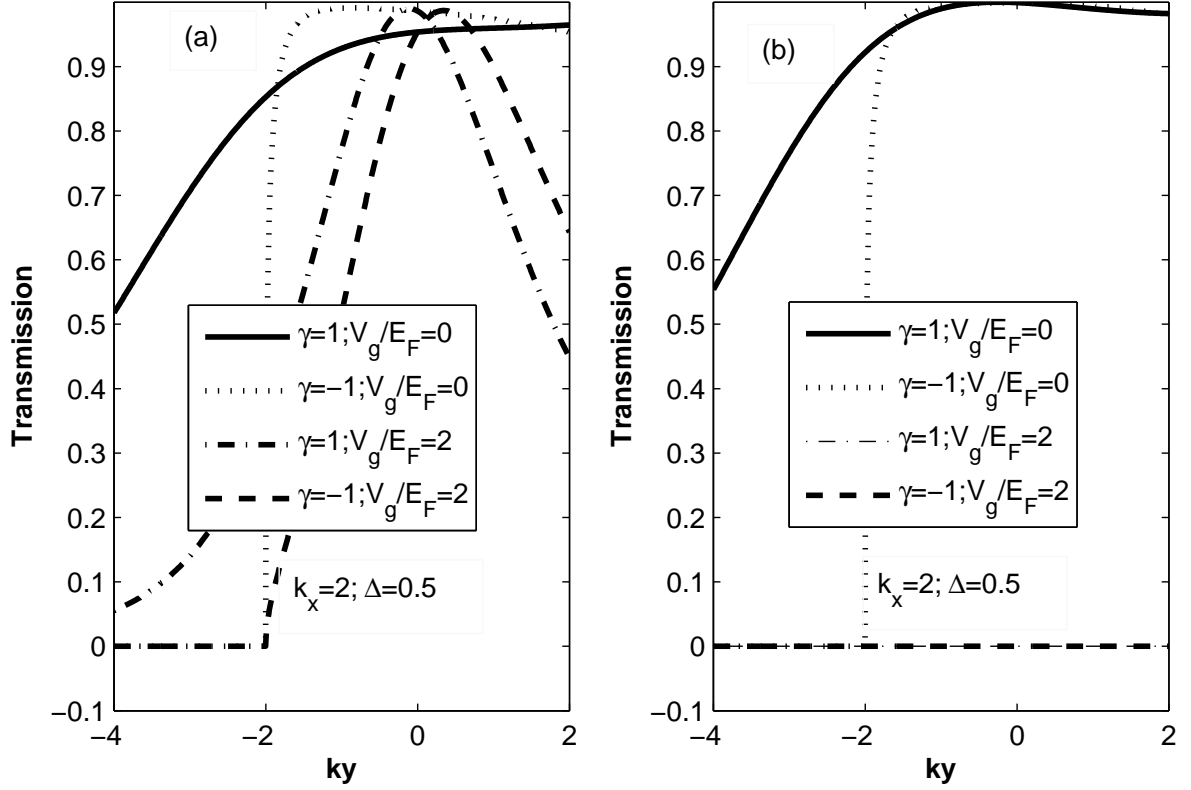 (a)
0.9
0.8
0.7
0.6
0.5
0.4
0.3
0.2
0.1
0
−0.1
Transmission
γ=1;V_g/E_F=0
γ=−1;V_g/E_F=0
γ=1;V_g/E_F=2
γ=−1;V_g/E_F=2
k_x=2; Δ=0.5
−4 −2 0 2
ky
(b)
0.9
0.8
0.7
0.6
0.5
0.4
0.3
0.2
0.1
0
−0.1
Transmission
γ=1;V_g/E_F=0
γ=−1;V_g/E_F=0
γ=1;V_g/E_F=2
γ=−1;V_g/E_F=2
k_x=2; Δ=0.5
−4 −2 0 2
ky